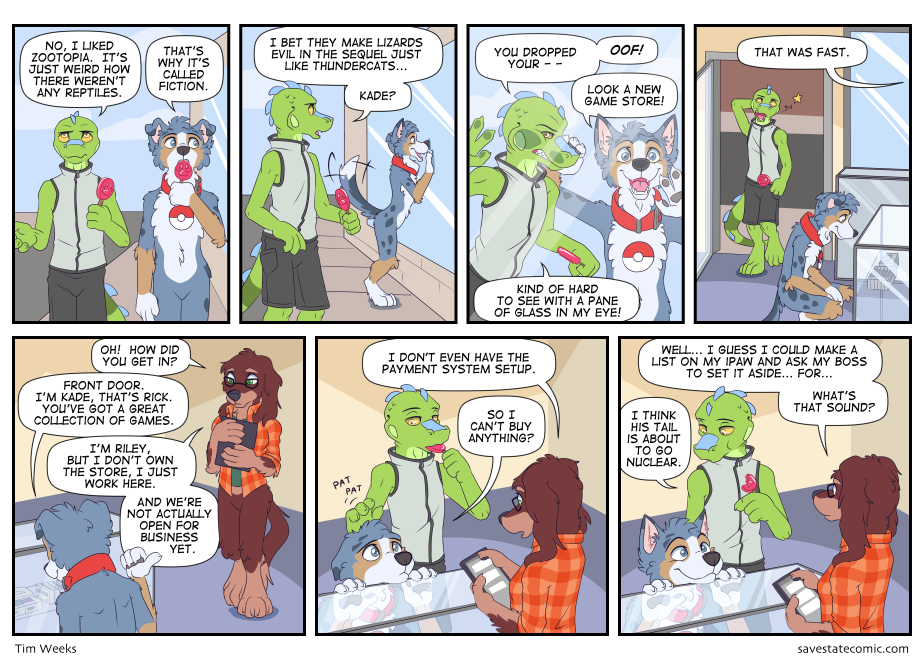 NO, I LIKED
ZOOTOPIA. IT'S
JUST WEIRD HOW
THERE WEREN'T
ANY REPTILES.
THAT'S
WHY IT'S
CALLED
FICTION.
I BET THEY MAKE LIZARDS
EVIL IN THE SEQUEL JUST
LIKE THUNDERCATS...
KADE?
YOU DROPPED
YOUR - -
OOF!
LOOK A NEW
GAME STORE!
KIND OF HARD
TO SEE WITH A PANE
OF GLASS IN MY EYE!
THAT WAS FAST.
OH! HOW DID
YOU GET IN?
FRONT DOOR.
I'M KADE, THAT'S RICK.
YOU'VE GOT A GREAT
COLLECTION OF GAMES.
I'M RILEY,
BUT I DON'T OWN
THE STORE, I JUST
WORK HERE.
AND WE'RE
NOT ACTUALLY
OPEN FOR
BUSINESS
YET.
I DON'T EVEN HAVE THE
PAYMENT SYSTEM SETUP.
SO I
CAN'T BUY
ANYTHING?
PAT
PAT
WELL... I GUESS I COULD MAKE A
LIST ON MY IPAW AND ASK MY BOSS
TO SET IT ASIDE... FOR...
WHAT'S
THAT SOUND?
I THINK
HIS TAIL
IS ABOUT
TO GO
NUCLEAR.
Tim Weeks
savestatecomic.com